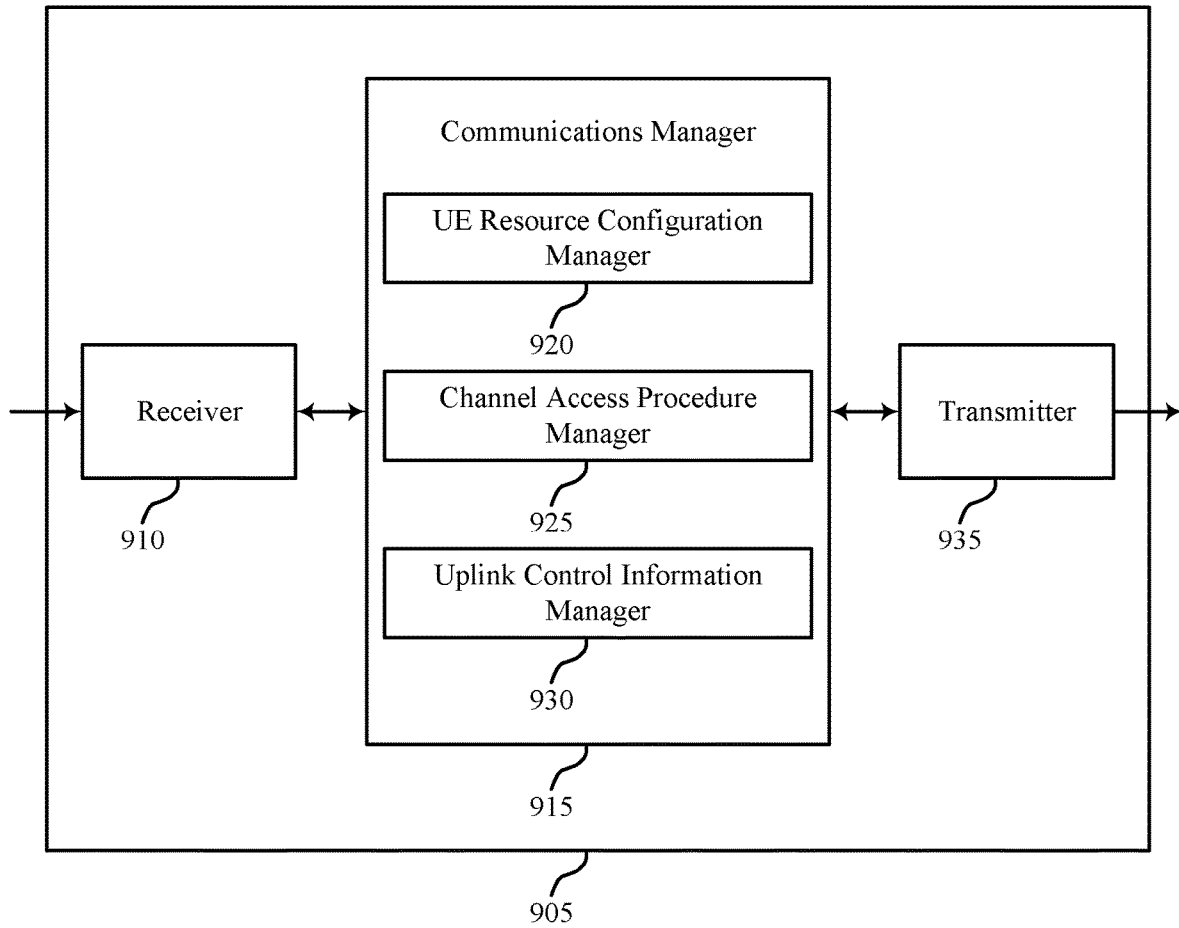 Communications Manager
UE Resource Configuration
Manager
920
Receiver
910
Channel Access Procedure
Manager
925
Transmitter
935
Uplink Control Information
Manager
930
915
905